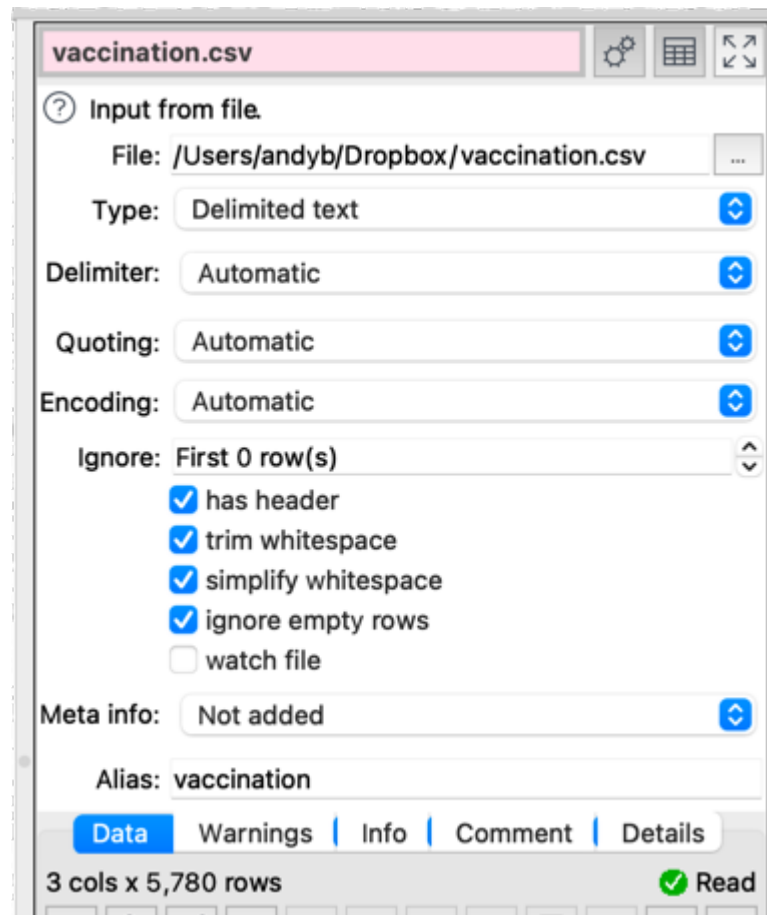 vaccination.csv
? Input from file.
File: /Users/andyb/Dropbox/vaccination.csv ...
Type: Delimited text
Delimiter: Automatic
Quoting: Automatic
Encoding: Automatic
Ignore: First 0 row(s)
has header
trim whitespace
simplify whitespace
ignore empty rows
watch file
Meta info: Not added
Alias: vaccination
Data Warnings Info Comment Details
3 cols x 5,780 rows Read